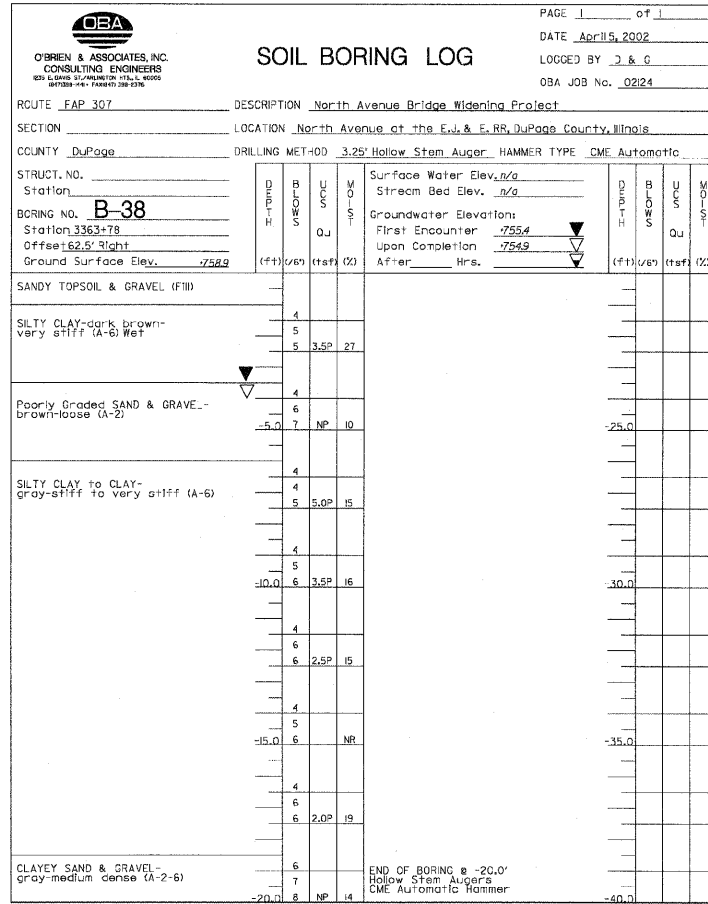 OBA
O'BRIEN & ASSOCIATES, INC.
CONSULTING ENGINEERS
SOIL BORING LOG
PAGE 1 of 1
DATE April 5, 2002
LOGGED BY D & G
OBA JOB No. 02124
ROUTE FAP 307 DESCRIPTION North Avenue Bridge Widening Project
SECTION LOCATION North Avenue at the E.J. & E. RR, DuPage County, Illinois
COUNTY DuPage DRILLING METHOD 3.25" Hollow Stem Auger HAMMER TYPE CME Automatic
STRUCT. NO.
Station
BORING NO. B-38
Station 3363+78
Offset 62.5' Right
Ground Surface Elev. +758.9
DEPTH (ft)
BLOWS (/6")
UCS Qu (tsf)
MOIST (%)
Surface Water Elev. n/a
Stream Bed Elev. n/a
Groundwater Elevation:
First Encounter +755.4
Upon Completion +754.9
After Hrs.
DEPTH (ft)
BLOWS (/6")
UCS Qu (tsf)
MOIST (%)
SANDY TOPSOIL & GRAVEL (Fill)
4
SILTY CLAY-dark brown-
very stiff (A-6) Wet
5
5 3.5P 27
4
Poorly Graded SAND & GRAVEL-
brown-loose (A-2)
6
-5.0 7 NP 10 -25.0
4
SILTY CLAY to CLAY-
gray-stiff to very stiff (A-6)
4
5 5.0P 15
4
5
-10.0 6 3.5P 16 -30.0
4
6
6 2.5P 15
4
5
-15.0 6 NR -35.0
4
6
6 2.0P 19
CLAYEY SAND & GRAVEL-
gray-medium dense (A-2-6)
6
7
-20.0 8 NP 14 -40.0
END OF BORING @ -20.0'
Hollow Stem Augers
CME Automatic Hammer